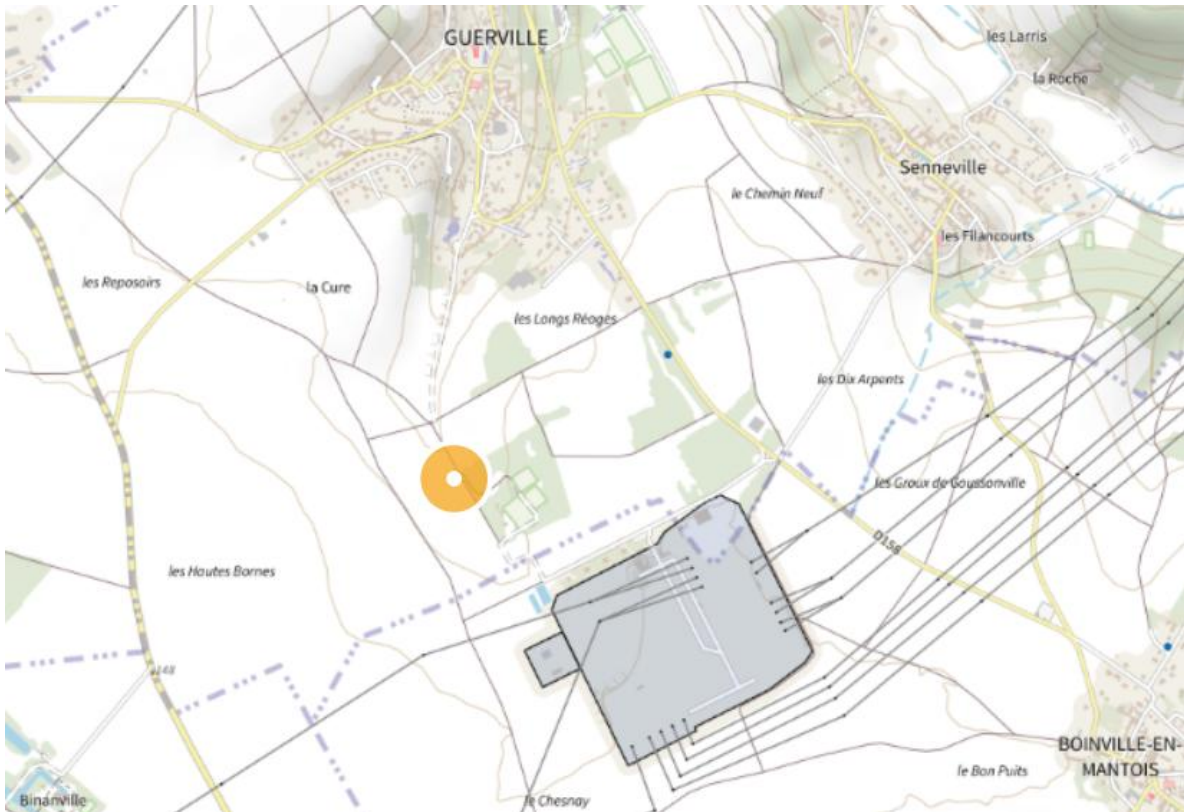 GUERVILLE
les Larris
la Roche
Senneville
le Chemin Neuf
les Filancourts
les Reposoirs
la Cure
les Longs Réages
les Dix Arpents
les Groux de Goussonville
D158
les Hautes Bornes
148
BOINVILLE-EN-
MANTOIS
le Bon Puits
Binanville
le Chesnay